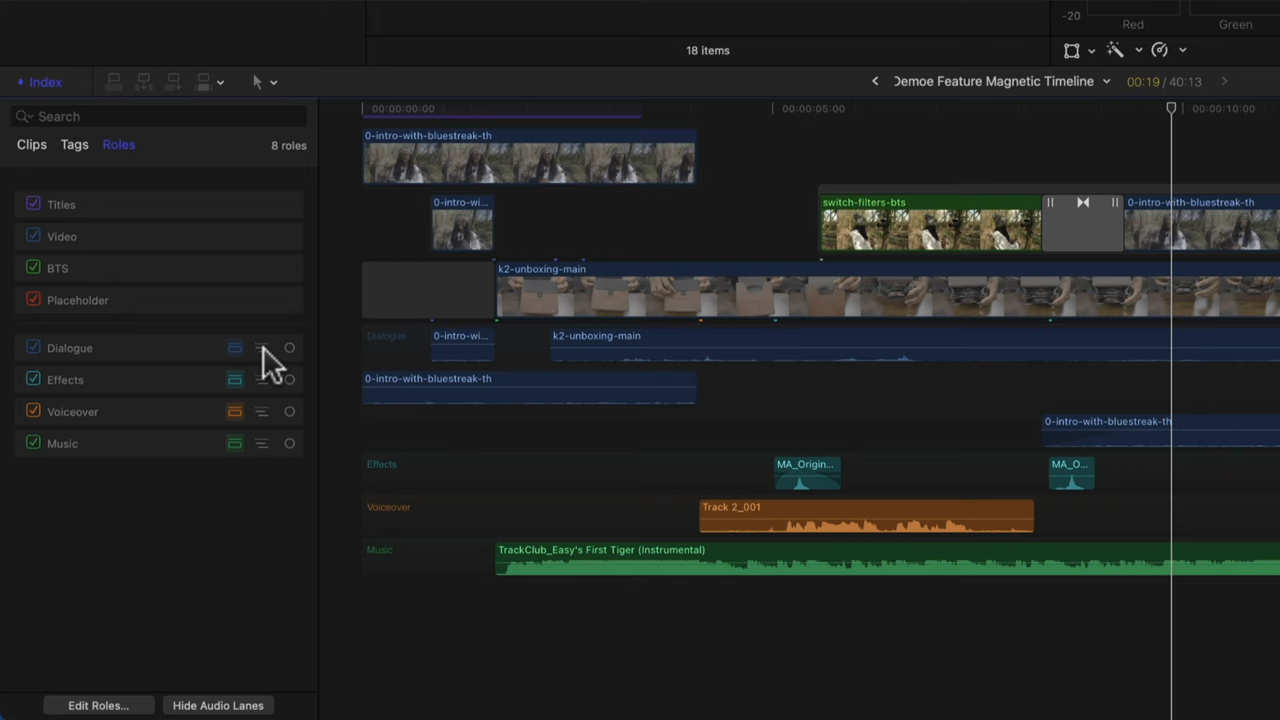 -20
Red
Green
18 items
Index
Demoe Feature Magnetic Timeline
00:19 / 40:13
Search
00:00:00:00
00:00:05:00
00:00:10:00
Clips
Tags
Roles
8 roles
0-intro-with-bluestreak-th
Titles
0-intro-wi...
switch-filters-bts
0-intro-with-bluestreak-th
Video
BTS
k2-unboxing-main
Placeholder
Dialogue
0-intro-wi...
k2-unboxing-main
Dialogue
Effects
0-intro-with-bluestreak-th
Voiceover
0-intro-with-bluestreak-th
Music
Effects
MA_Origin...
MA_O...
Voiceover
Track 2_001
Music
TrackClub_Easy's First Tiger (Instrumental)
Edit Roles...
Hide Audio Lanes